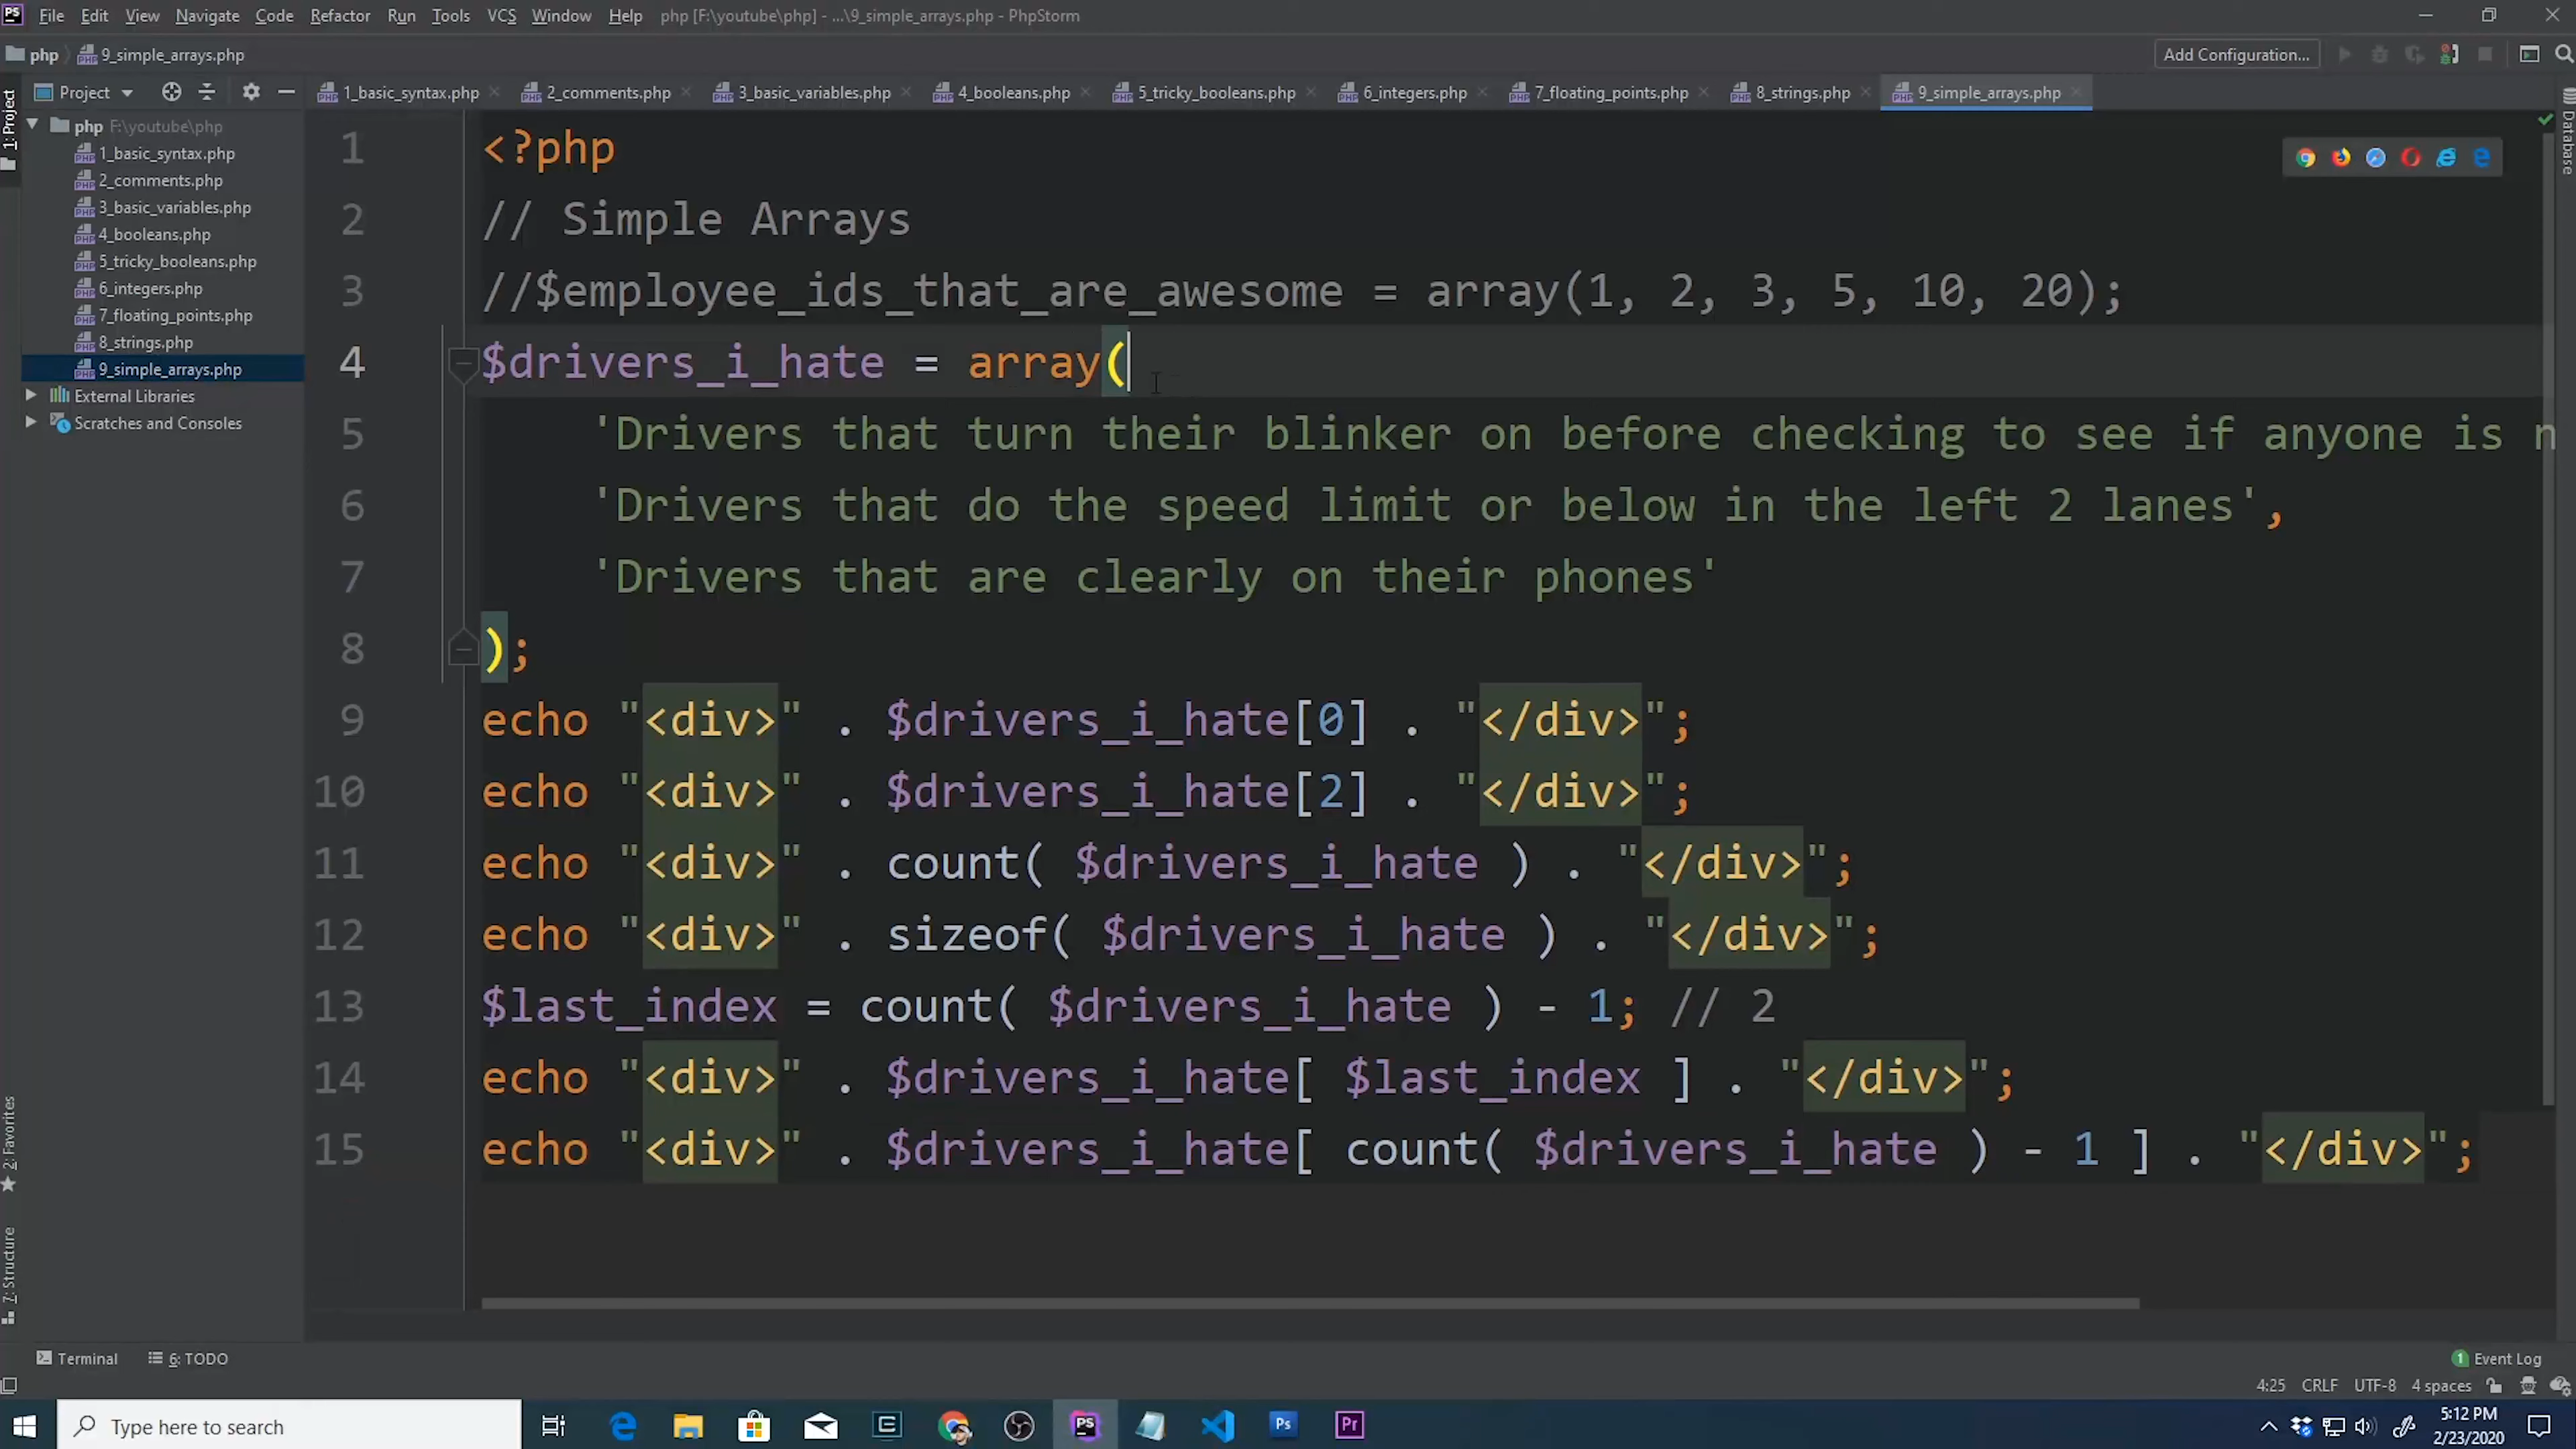 File Edit View Navigate Code Refactor Run Tools VCS Window Help php [F:\youtube\php] - ...\9_simple_arrays.php - PhpStorm
php 9_simple_arrays.php Add Configuration...
Project 1_basic_syntax.php 2_comments.php 3_basic_variables.php 4_booleans.php 5_tricky_booleans.php 6_integers.php 7_floating_points.php 8_strings.php 9_simple_arrays.php
1: Project
php F:\youtube\php
1_basic_syntax.php
2_comments.php
3_basic_variables.php
4_booleans.php
5_tricky_booleans.php
6_integers.php
7_floating_points.php
8_strings.php
9_simple_arrays.php
External Libraries
Scratches and Consoles
2: Favorites
7: Structure
1 <?php
2 // Simple Arrays
3 //$employee_ids_that_are_awesome = array(1, 2, 3, 5, 10, 20);
4 $drivers_i_hate = array(
5 'Drivers that turn their blinker on before checking to see if anyone is n
6 'Drivers that do the speed limit or below in the left 2 lanes',
7 'Drivers that are clearly on their phones'
8 );
9 echo "<div>" . $drivers_i_hate[0] . "</div>";
10 echo "<div>" . $drivers_i_hate[2] . "</div>";
11 echo "<div>" . count( $drivers_i_hate ) . "</div>";
12 echo "<div>" . sizeof( $drivers_i_hate ) . "</div>";
13 $last_index = count( $drivers_i_hate ) - 1; // 2
14 echo "<div>" . $drivers_i_hate[ $last_index ] . "</div>";
15 echo "<div>" . $drivers_i_hate[ count( $drivers_i_hate ) - 1 ] . "</div>";
Database
Terminal 6: TODO 1 Event Log
4:25 CRLF UTF-8 4 spaces
Type here to search
5:12 PM
2/23/2020